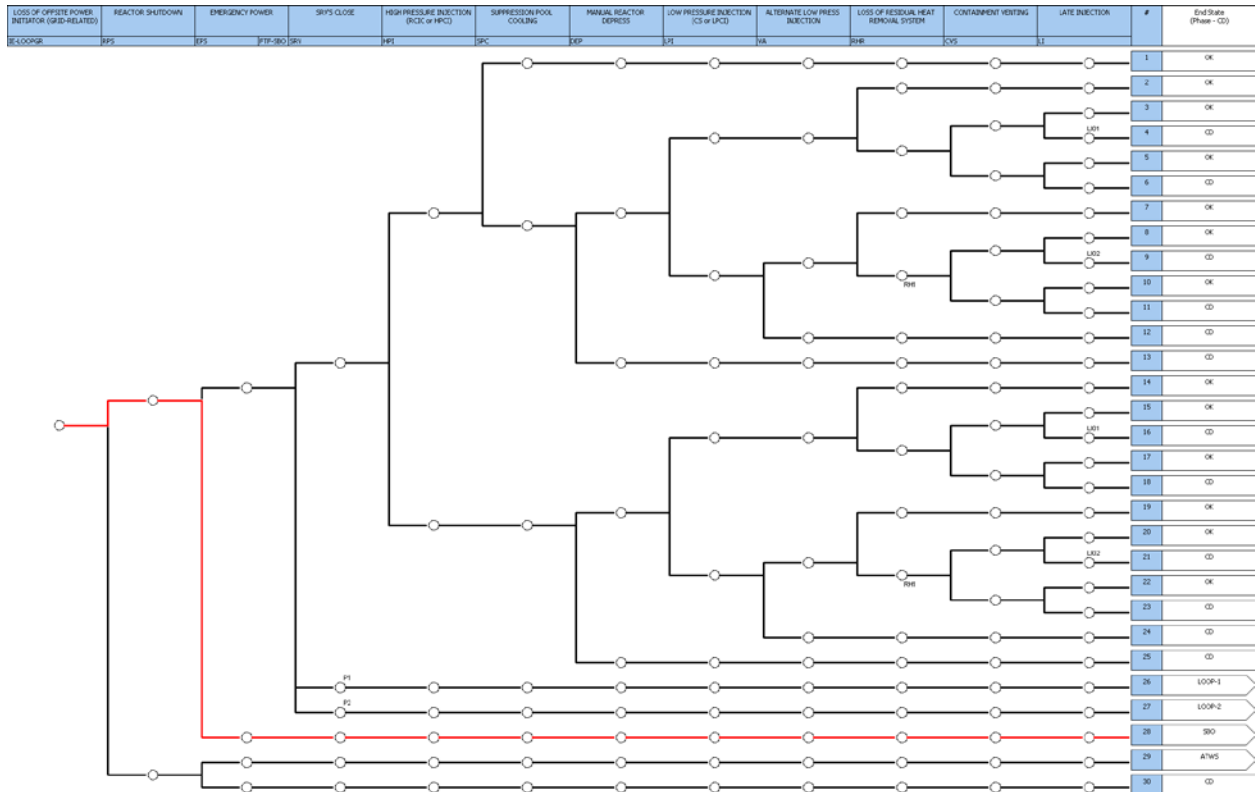 LOSS OF OFFSITE POWER
INITIATOR (GRID-RELATED)
REACTOR SHUTDOWN
EMERGENCY POWER
SRV'S CLOSE
HIGH PRESSURE INJECTION
(RCIC or HPCI)
SUPPRESSION POOL
COOLING
MANUAL REACTOR
DEPRESS
LOW PRESSURE INJECTION
(CS or LPCI)
ALTERNATE LOW PRESS
INJECTION
LOSS OF RESIDUAL HEAT
REMOVAL SYSTEM
CONTAINMENT VENTING
LATE INJECTION
#
End State
(Phase - CD)
IE-LOOPGR
RPS
EPS
FTF-SBO
SRV
HPI
SPC
DEP
LPI
VA
RHR
CVS
LI
1 OK
2 OK
3 OK
LI01
4 CD
5 OK
6 CD
7 OK
8 OK
LI02
9 CD
RH1
10 OK
11 CD
12 CD
13 CD
14 OK
15 OK
LI01
16 CD
17 OK
18 CD
19 OK
20 OK
LI02
21 CD
RH1
22 OK
23 CD
24 CD
25 CD
P1
26 LOOP-1
P2
27 LOOP-2
28 SBO
29 ATWS
30 CD